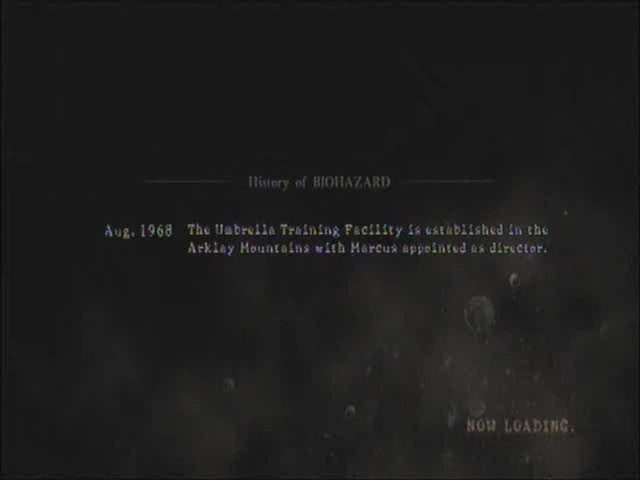 History of BIOHAZARD
Aug. 1968 The Umbrella Training Facility is established in the
Arklay Mountains with Marcus appointed as director.
NOW LOADING.